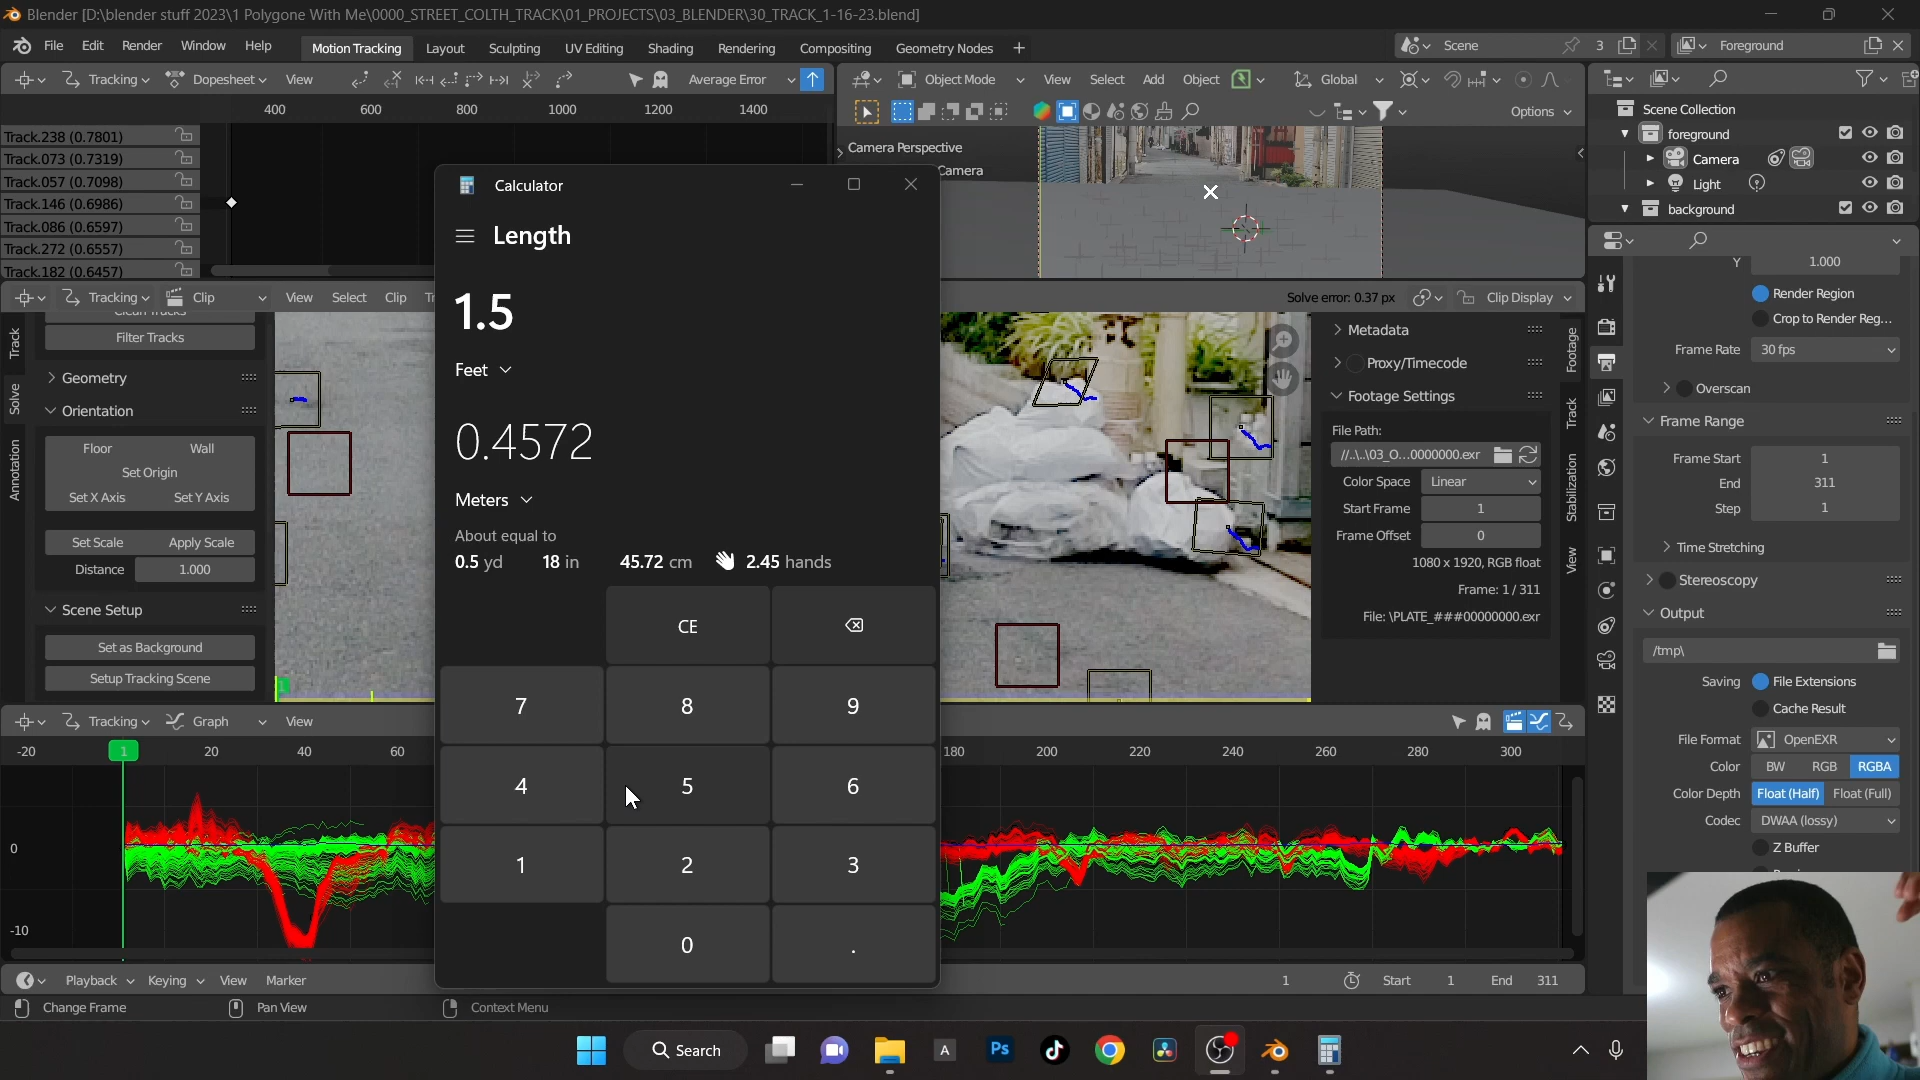 Blender [D:\blender stuff 2023\1 Polygone With Me\0000_STREET_COLTH_TRACK\01_PROJECTS\03_BLENDER\30_TRACK_1-16-23.blend]
File Edit Render Window Help
Motion Tracking Layout Sculpting UV Editing Shading Rendering Compositing Geometry Nodes +
Scene 3 Foreground
Tracking Dopesheet View Average Error
Object Mode View Select Add Object Global
400 600 800 1000 1200 1400
Options
Track.238 (0.7801)
Track.073 (0.7319)
Track.057 (0.7098)
Track.146 (0.6986)
Track.086 (0.6597)
Track.272 (0.6557)
Track.182 (0.6457)
Camera Perspective
Camera
Scene Collection
foreground
Camera
Light
background
Calculator
Length
1.5
Feet
0.4572
Meters
About equal to
0.5 yd 18 in 45.72 cm 2.45 hands
CE
7 8 9
4 5 6
1 2 3
0 .
Tracking Clip View Select Clip
Solve error: 0.37 px Clip Display
Track
Solve
Annotation
Filter Tracks
Geometry
Orientation
Floor Wall
Set Origin
Set X Axis Set Y Axis
Set Scale Apply Scale
Distance 1.000
Scene Setup
Set as Background
Setup Tracking Scene
1
Metadata
Proxy/Timecode
Footage Settings
File Path:
//..\..\03_O...0000000.exr
Color Space Linear
Start Frame 1
Frame Offset 0
1080 x 1920, RGB float
Frame: 1 / 311
File: \PLATE_###00000000.exr
Footage
Track
Stabilization
View
Y 1.000
Render Region
Crop to Render Reg...
Frame Rate 30 fps
Overscan
Frame Range
Frame Start 1
End 311
Step 1
Time Stretching
Stereoscopy
Output
/tmp\
Saving File Extensions
Cache Result
File Format OpenEXR
Color BW RGB RGBA
Color Depth Float (Half) Float (Full)
Codec DWAA (lossy)
Z Buffer
Tracking Graph View
-20 1 20 40 60 180 200 220 240 260 280 300
0
-10
Playback Keying View Marker
1 Start 1 End 311
Change Frame Pan View Context Menu
Search
A
Ps